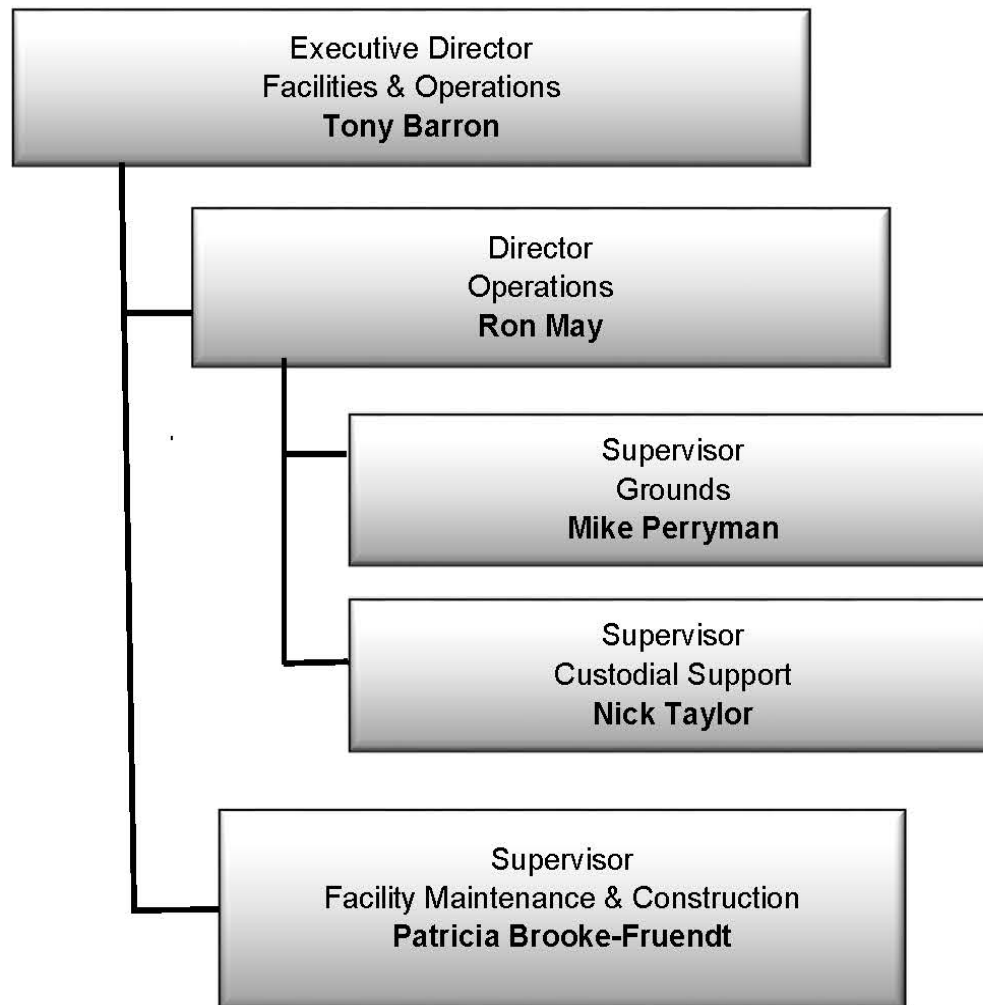 Executive Director
Facilities & Operations
Tony Barron
Director
Operations
Ron May
Supervisor
Grounds
Mike Perryman
Supervisor
Custodial Support
Nick Taylor
Supervisor
Facility Maintenance & Construction
Patricia Brooke-Fruendt